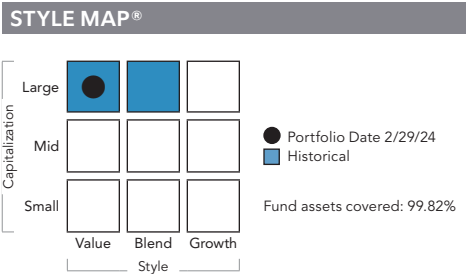 STYLE MAP®
Capitalization
Large
Mid
Small
Value Blend Growth
Style
Portfolio Date 2/29/24
Historical
Fund assets covered: 99.82%